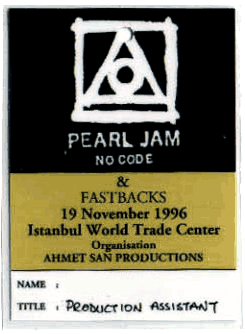 PEARL JAM
NO CODE
&
FASTBACKS
19 November 1996
Istanbul World Trade Center
Organisation
AHMET SAN PRODUCTIONS
NAME :
TITLE : PRODUCTION ASSISTANT